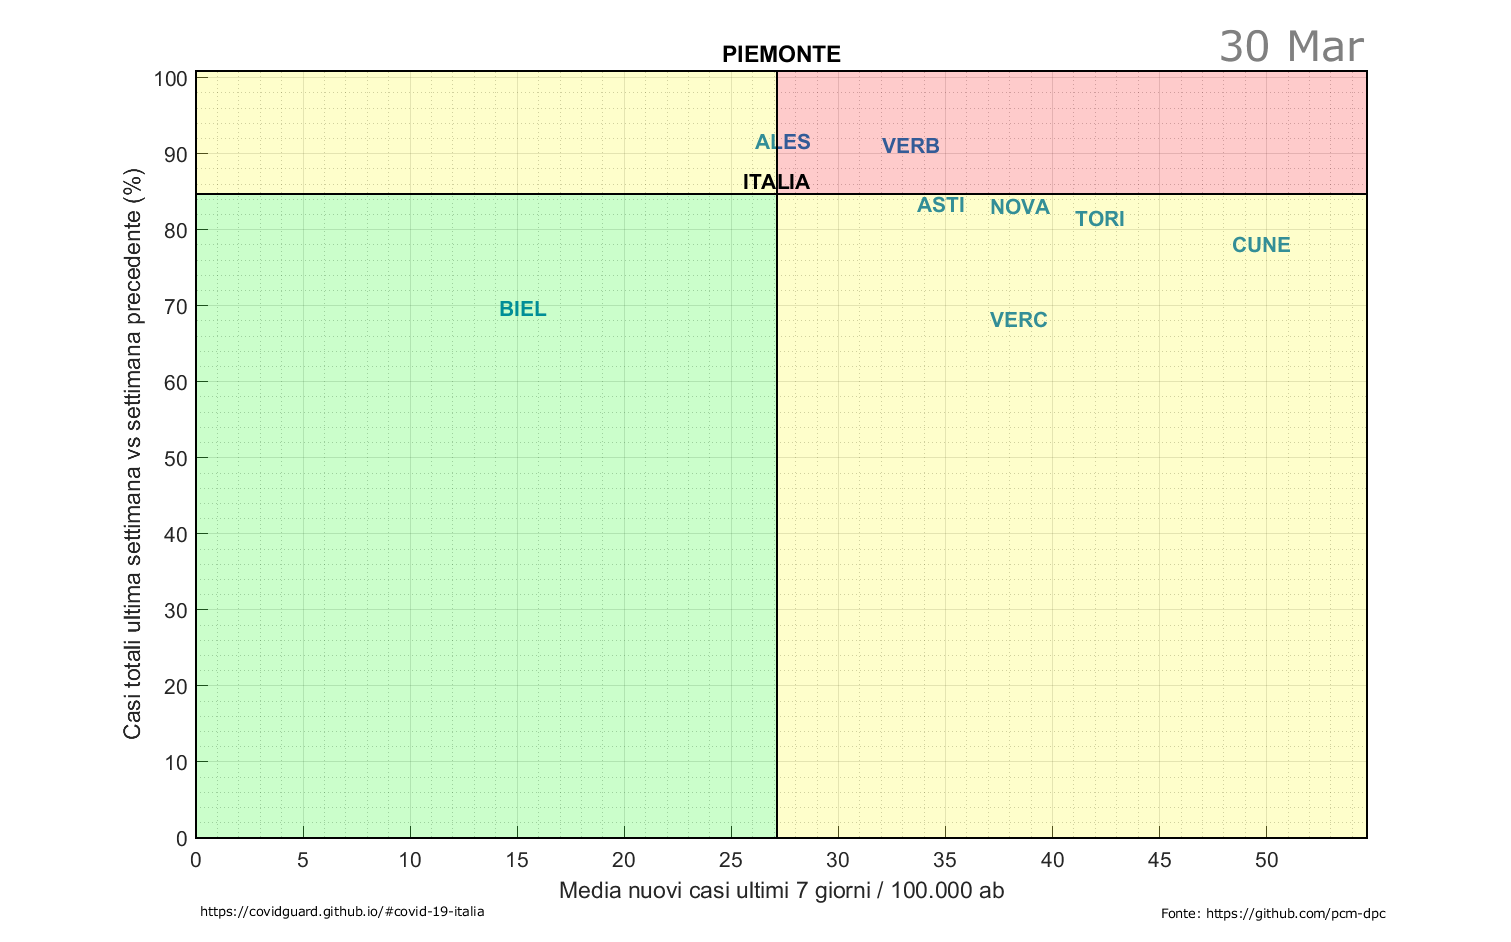 30 Mar
PIEMONTE
100
90
80
70
60
50
40
30
20
10
0
Casi totali ultima settimana vs settimana precedente (%)
ALES
VERB
ITALIA
ASTI
NOVA
TORI
CUNE
BIEL
VERC
0 5 10 15 20 25 30 35 40 45 50
Media nuovi casi ultimi 7 giorni / 100.000 ab
https://covidguard.github.io/#covid-19-italia
Fonte: https://github.com/pcm-dpc